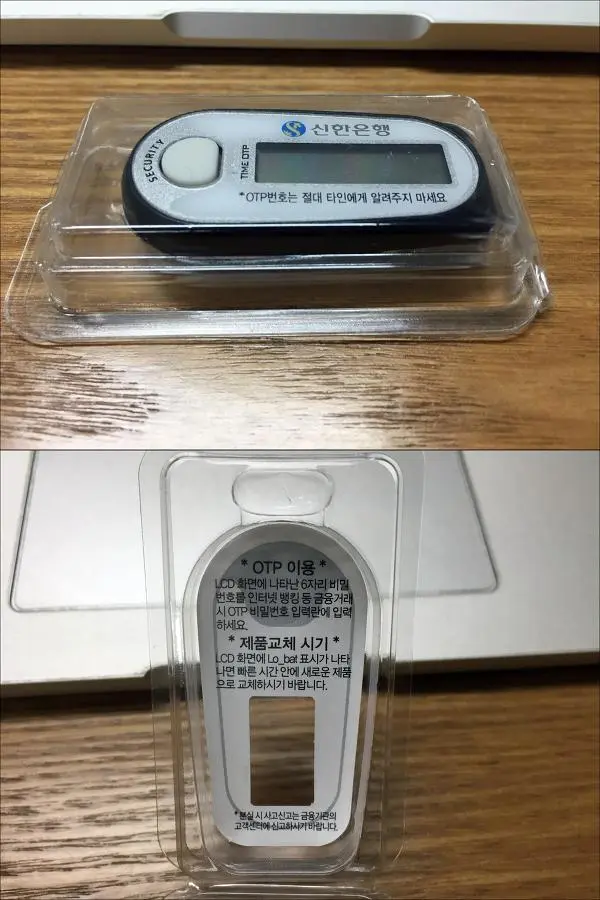 신한은행
SECURITY
TIME OTP
*OTP번호는 절대 타인에게 알려주지 마세요
* OTP 이용 *
LCD 화면에 나타난 6자리 비밀
번호를 인터넷 뱅킹 등 금융거래
시 OTP 비밀번호 입력란에 입력
하세요.
* 제품교체 시기 *
LCD 화면에 Lo_bat 표시가 나타
나면 빠른 시간 안에 새로운 제품
으로 교체하시기 바랍니다.
*분실 시 사고신고는 금융기관의
고객센터에 신고하시기 바랍니다.